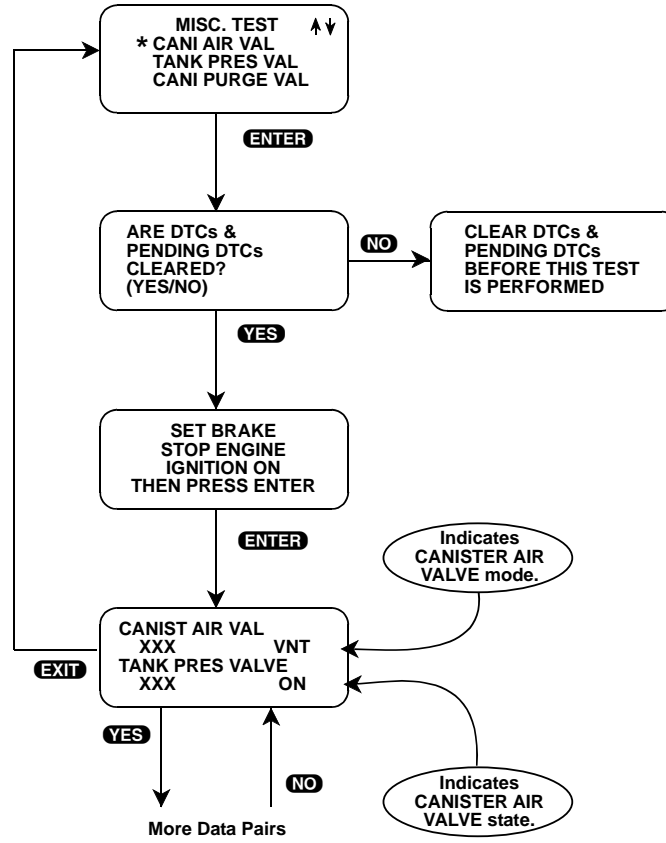 MISC. TEST
* CANI AIR VAL
TANK PRES VAL
CANI PURGE VAL
ENTER
ARE DTCs &
PENDING DTCs
CLEARED?
(YES/NO)
NO
CLEAR DTCs &
PENDING DTCs
BEFORE THIS TEST
IS PERFORMED
YES
SET BRAKE
STOP ENGINE
IGNITION ON
THEN PRESS ENTER
ENTER
Indicates
CANISTER AIR
VALVE mode.
CANIST AIR VAL
XXX VNT
TANK PRES VALVE
XXX ON
EXIT
YES
NO
Indicates
CANISTER AIR
VALVE state.
More Data Pairs